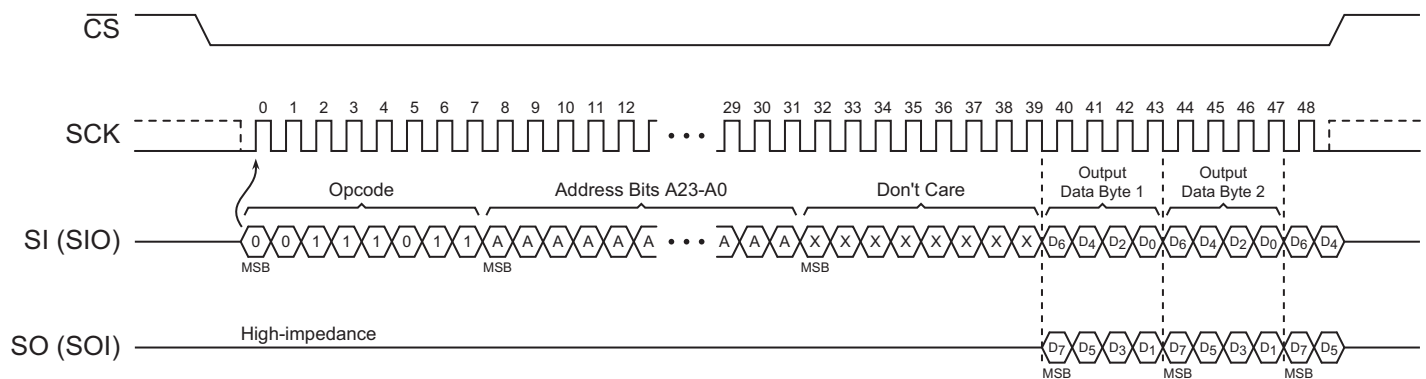 CS
SCK
0 1 2 3 4 5 6 7 8 9 10 11 12 29 30 31 32 33 34 35 36 37 38 39 40 41 42 43 44 45 46 47 48
Opcode
Address Bits A23-A0
Don't Care
Output
Data Byte 1
Output
Data Byte 2
SI (SIO)
0 0 1 1 1 0 1 1 A A A A A A A A A X X X X X X X X D6 D4 D2 D0 D6 D4 D2 D0 D6 D4
MSB MSB MSB
High-impedance
SO (SOI)
D7 D5 D3 D1 D7 D5 D3 D1 D7 D5
MSB MSB MSB